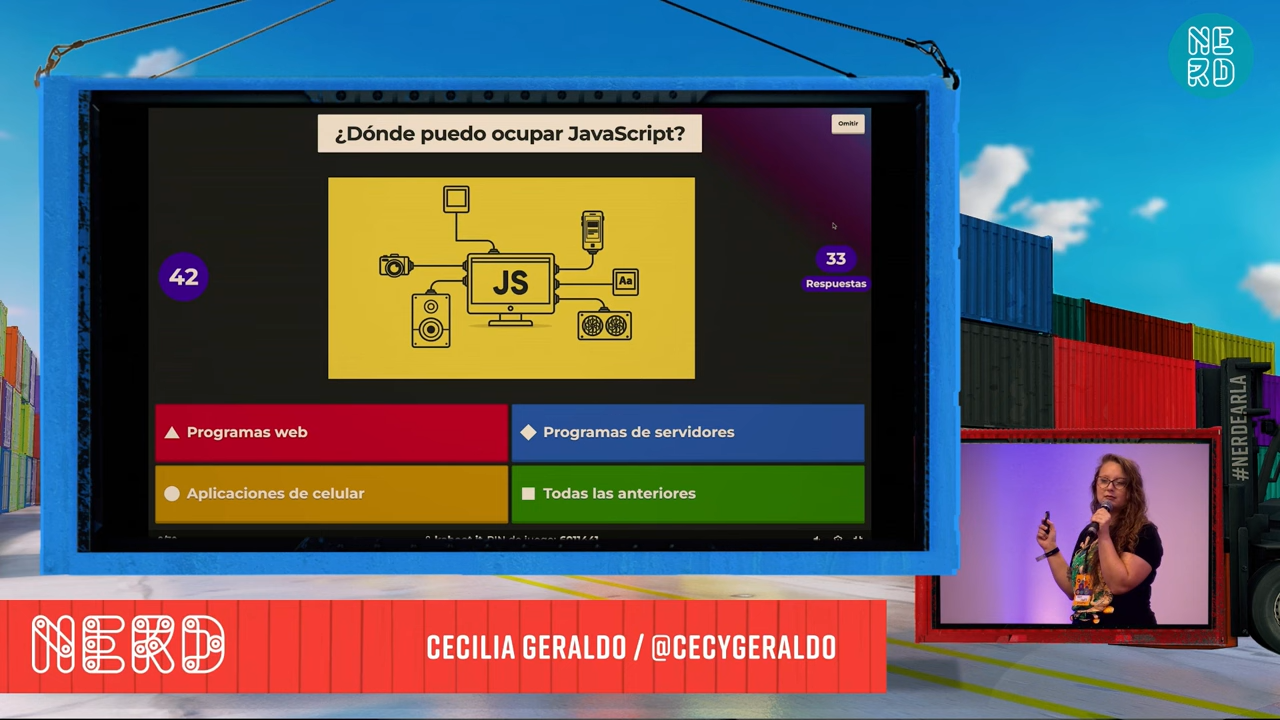 NE
RD
¿Dónde puedo ocupar JavaScript?
Omitir
JS
Aa
42
33
Respuestas
Programas web
Programas de servidores
Aplicaciones de celular
Todas las anteriores
#NERDEARLA
NERD
CECILIA GERALDO / @CECYGERALDO